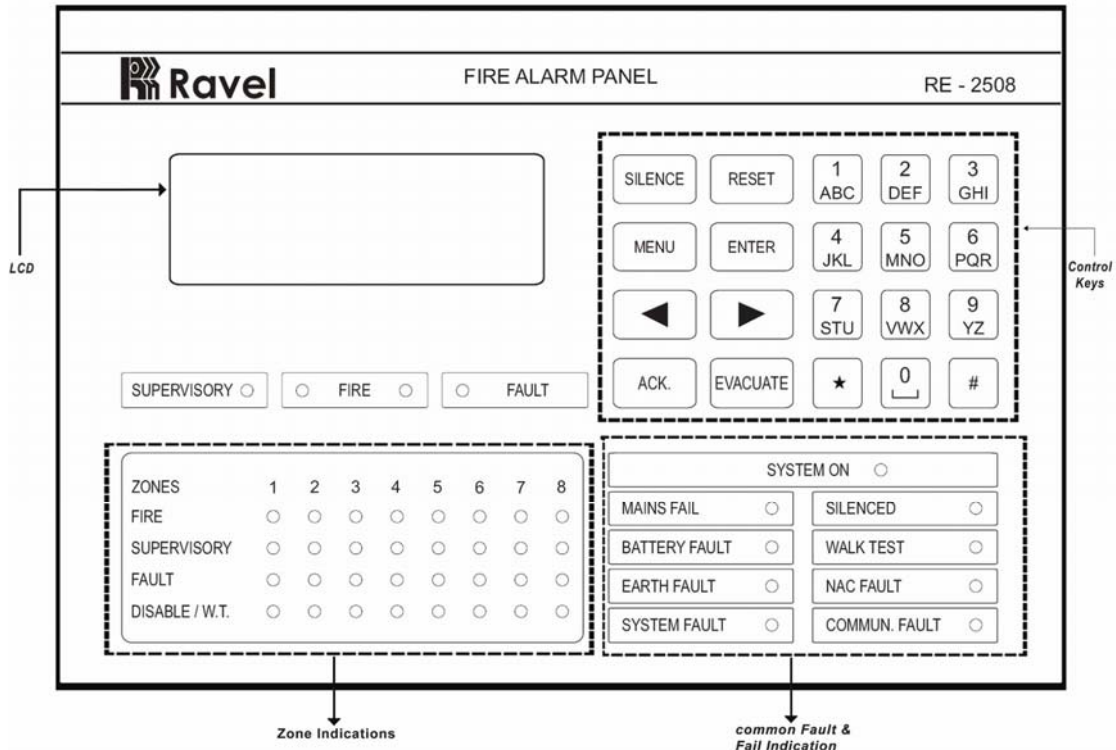 Ravel
FIRE ALARM PANEL
RE - 2508
LCD
SILENCE RESET 1 ABC 2 DEF 3 GHI
MENU ENTER 4 JKL 5 MNO 6 PQR
◀ ▶ 7 STU 8 VWX 9 YZ
ACK. EVACUATE ★ 0 #
Control
Keys
SUPERVISORY FIRE FAULT
ZONES 1 2 3 4 5 6 7 8
FIRE
SUPERVISORY
FAULT
DISABLE / W.T.
SYSTEM ON
MAINS FAIL SILENCED
BATTERY FAULT WALK TEST
EARTH FAULT NAC FAULT
SYSTEM FAULT COMMUN. FAULT
Zone Indications
common Fault &
Fail Indication